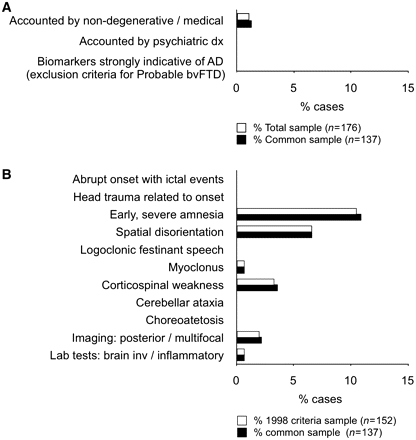 A
Accounted by non-degenerative / medical
Accounted by psychiatric dx
Biomarkers strongly indicative of AD
(exclusion criteria for Probable bvFTD)
0 5 10 15
% cases
% Total sample (n=176)
% Common sample (n=137)
B
Abrupt onset with ictal events
Head trauma related to onset
Early, severe amnesia
Spatial disorientation
Logoclonic festinant speech
Myoclonus
Corticospinal weakness
Cerebellar ataxia
Choreoatetosis
Imaging: posterior / multifocal
Lab tests: brain inv / inflammatory
0 5 10 15
% cases
% 1998 criteria sample (n=152)
% common sample (n=137)